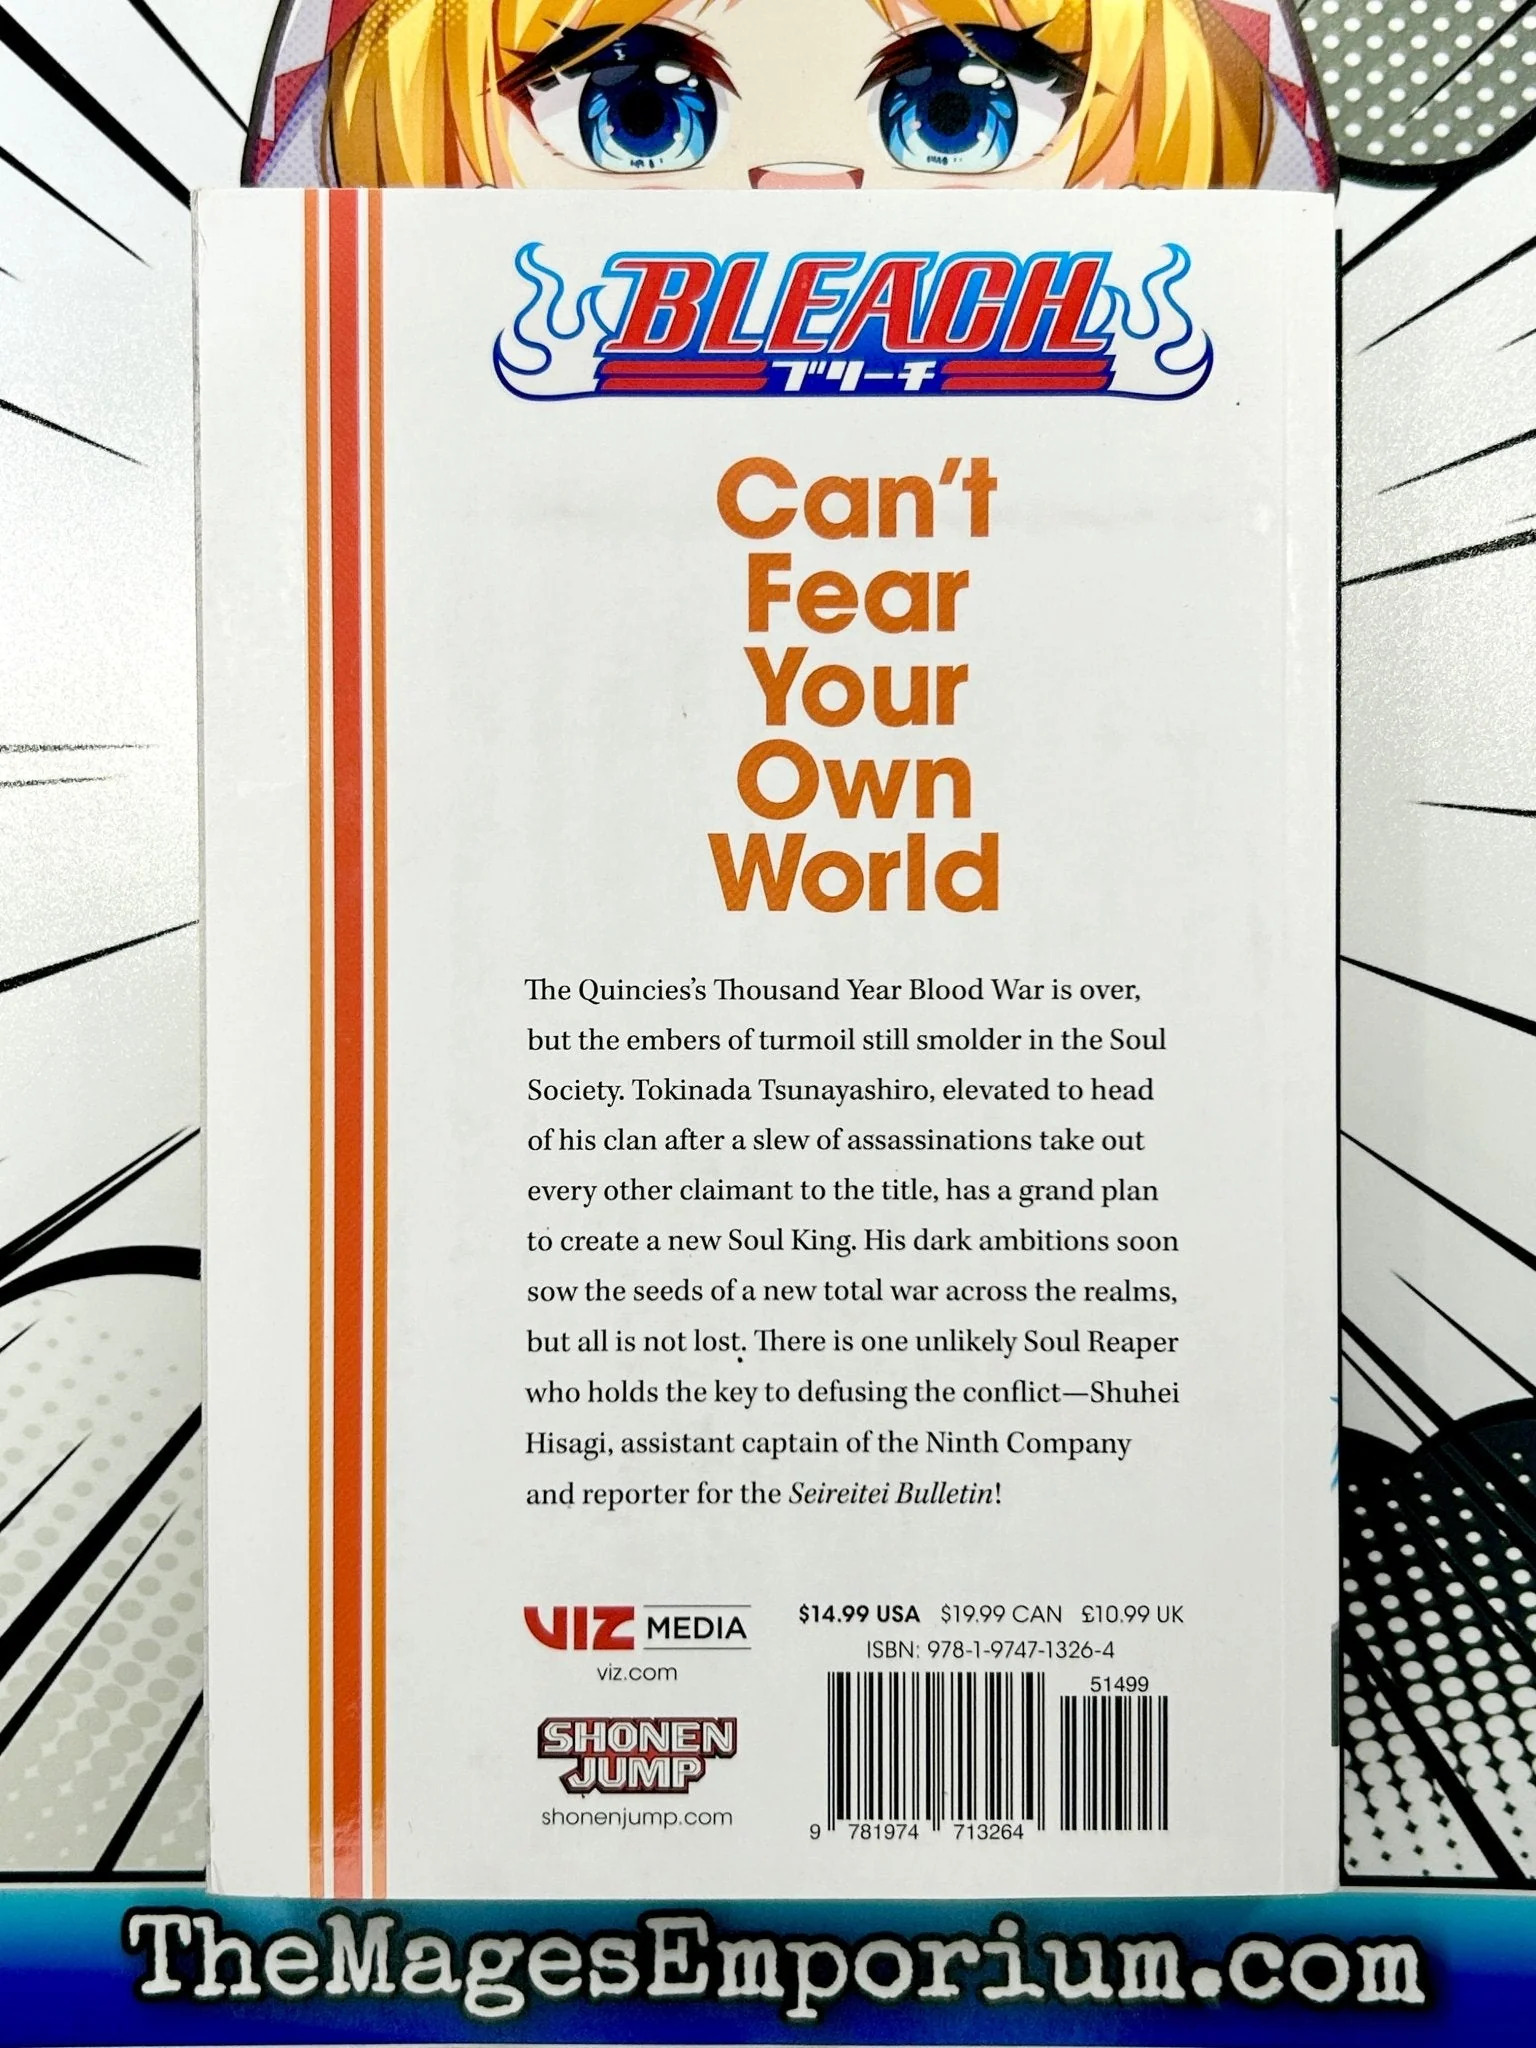 BLEACH
ブリーチ
Can't
Fear
Your
Own
World
The Quincies's Thousand Year Blood War is over,
but the embers of turmoil still smolder in the Soul
Society. Tokinada Tsunayashiro, elevated to head
of his clan after a slew of assassinations take out
every other claimant to the title, has a grand plan
to create a new Soul King. His dark ambitions soon
sow the seeds of a new total war across the realms,
but all is not lost. There is one unlikely Soul Reaper
who holds the key to defusing the conflict—Shuhei
Hisagi, assistant captain of the Ninth Company
and reporter for the Seireitei Bulletin!
VIZ MEDIA
viz.com
SHONEN
JUMP
shonenjump.com
$14.99 USA $19.99 CAN £10.99 UK
ISBN: 978-1-9747-1326-4
51499
9 781974 713264
TheMagesEmporium.com